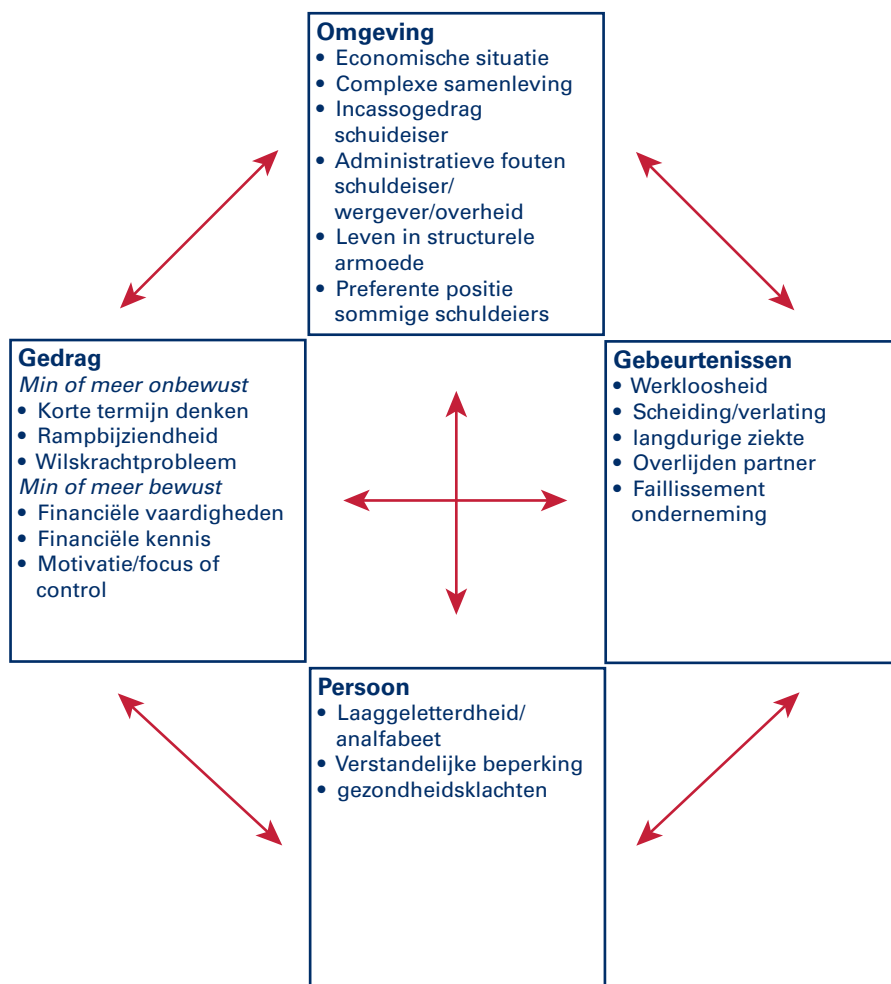 Omgeving
• Economische situatie
• Complexe samenleving
• Incassogedrag
schuideiser
• Administratieve fouten
schuldeiser/
wergever/overheid
• Leven in structurele
armoede
• Preferente positie
sommige schuldeiers
Gedrag
Min of meer onbewust
• Korte termijn denken
• Rampbijziendheid
• Wilskrachtprobleem
Min of meer bewust
• Financiële vaardigheden
• Financiële kennis
• Motivatie/focus of
control
Gebeurtenissen
• Werkloosheid
• Scheiding/verlating
• langdurige ziekte
• Overlijden partner
• Faillissement
onderneming
Persoon
• Laaggeletterdheid/
analfabeet
• Verstandelijke beperking
• gezondheidsklachten